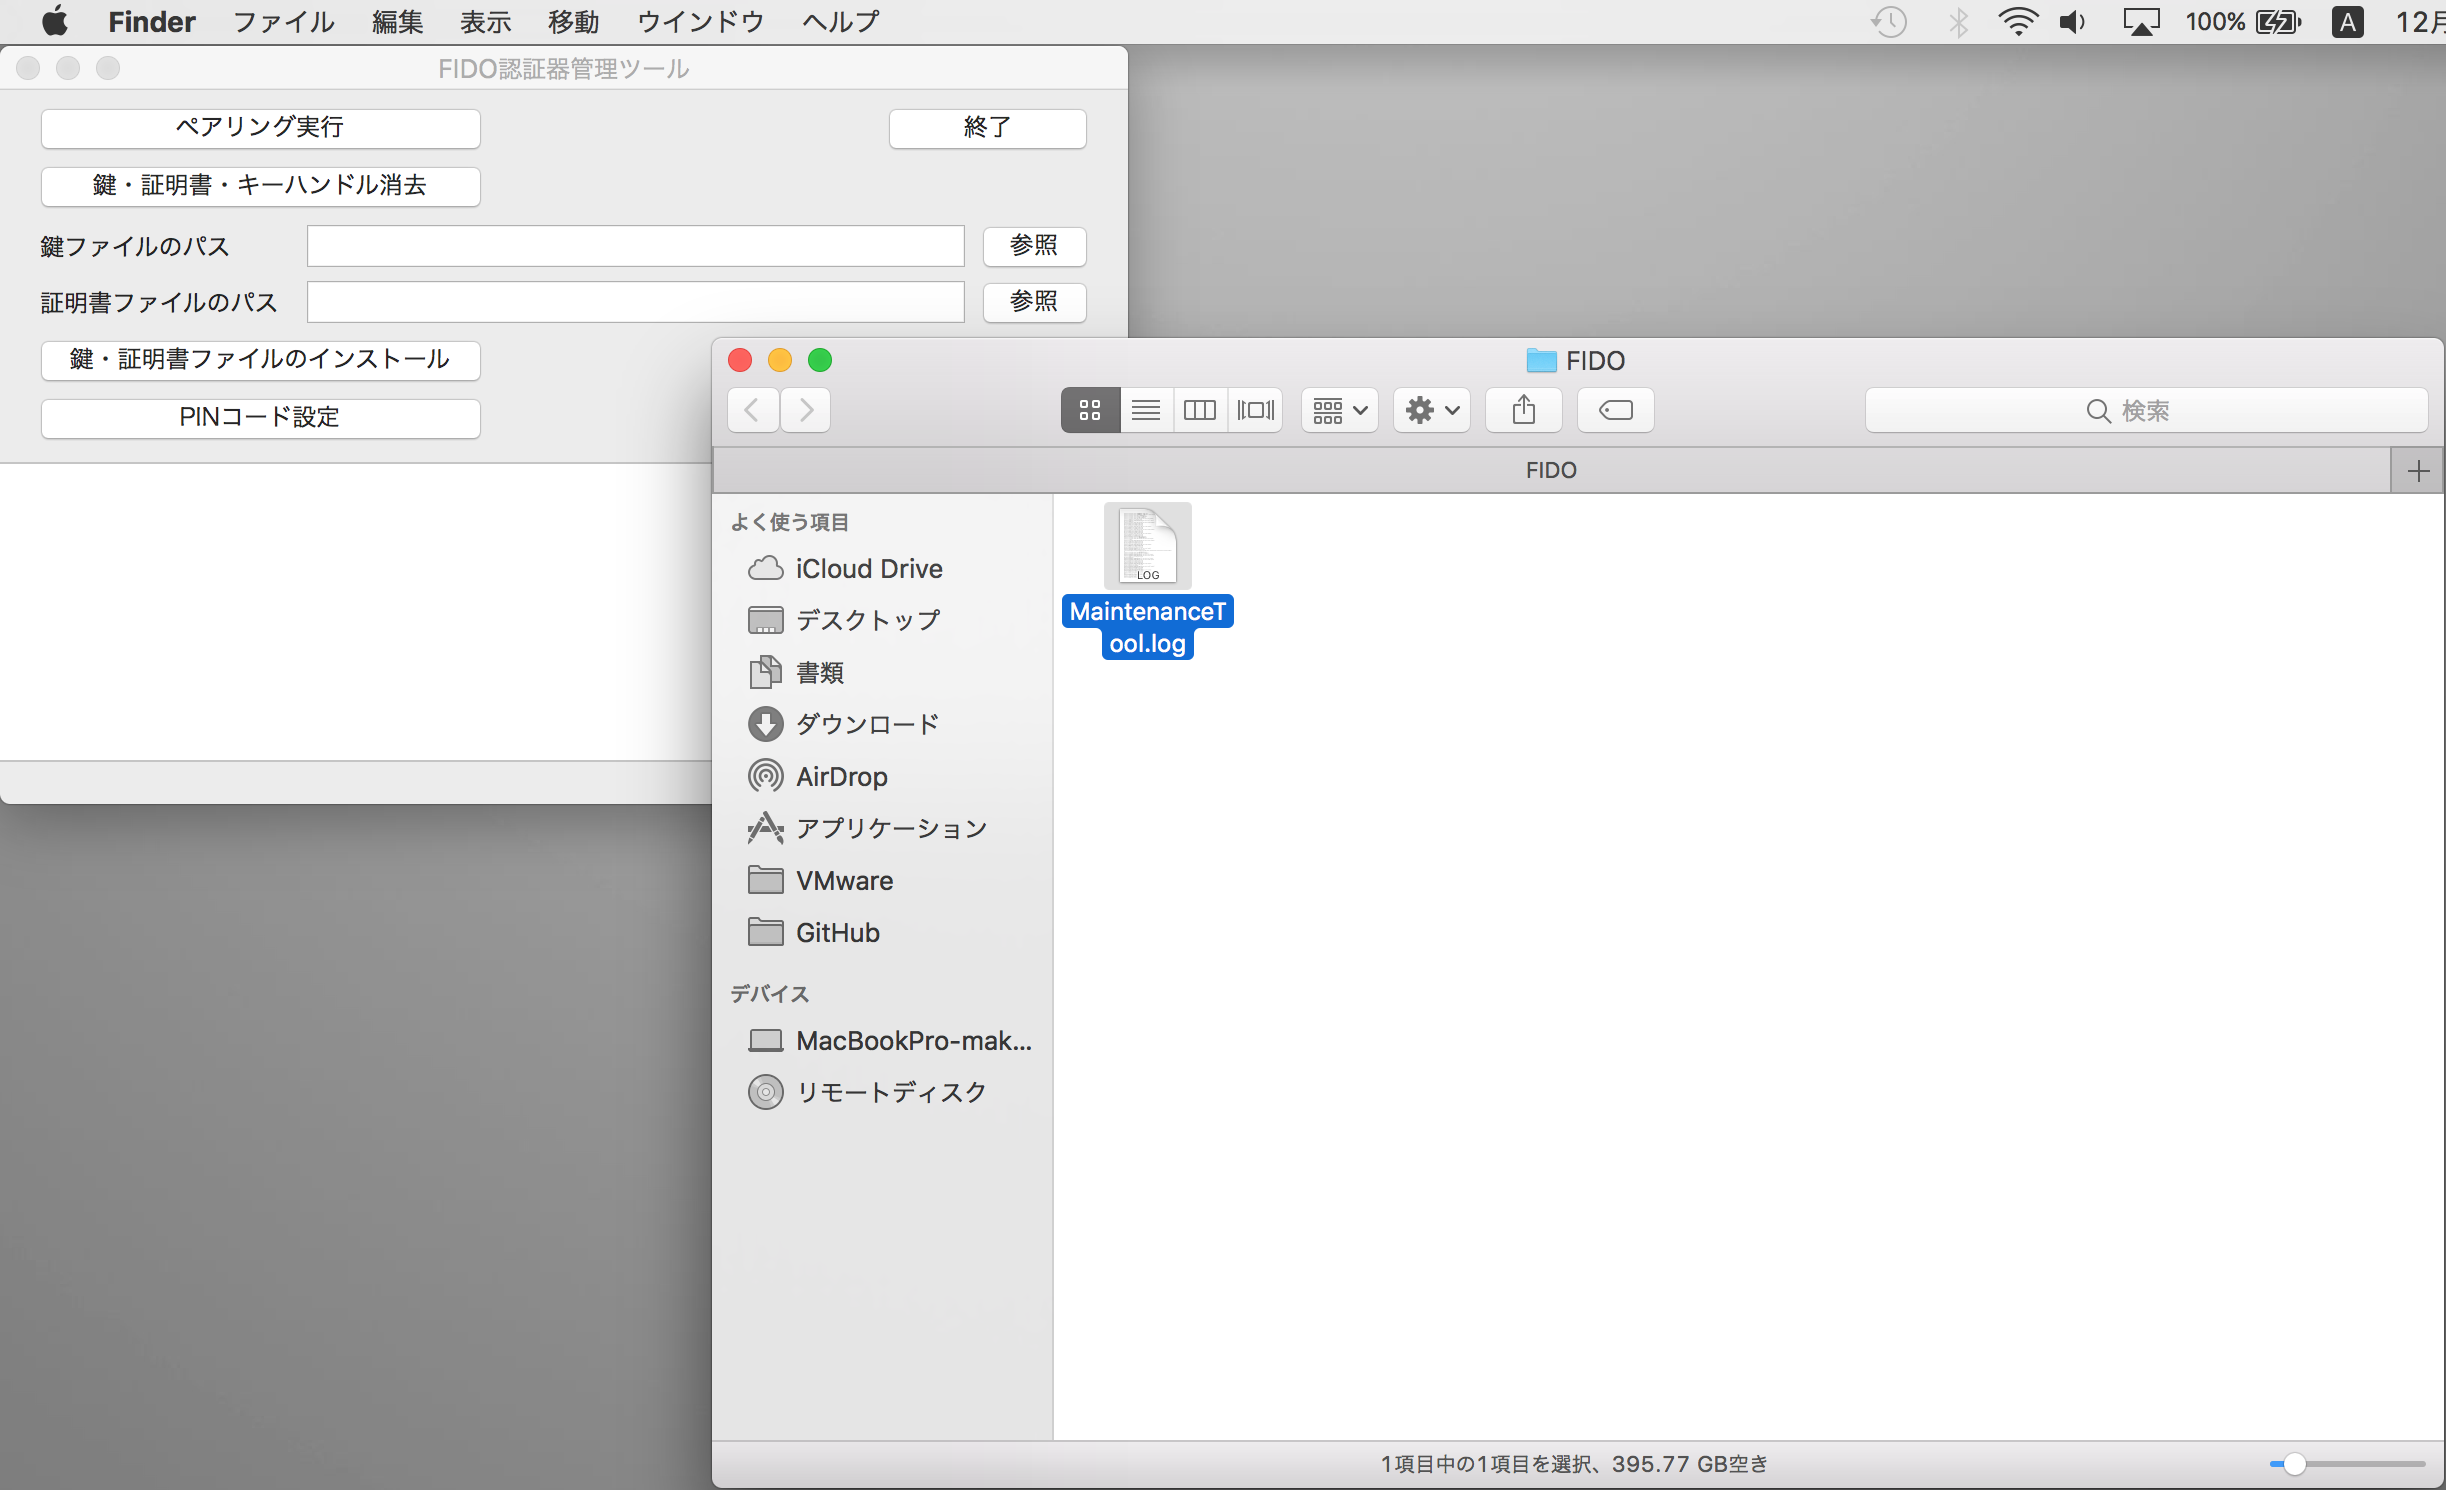 Finder ファイル 編集 表示 移動 ウインドウ ヘルプ 100% A 12月
FIDO認証器管理ツール
ペアリング実行 終了
鍵・証明書・キーハンドル消去
鍵ファイルのパス 参照
証明書ファイルのパス 参照
鍵・証明書ファイルのインストール
PINコード設定
FIDO
検索
FIDO
よく使う項目
iCloud Drive
デスクトップ
書類
ダウンロード
AirDrop
アプリケーション
VMware
GitHub
デバイス
MacBookPro-mak...
リモートディスク
LOG
MaintenanceT
ool.log
1項目中の1項目を選択、395.77 GB空き